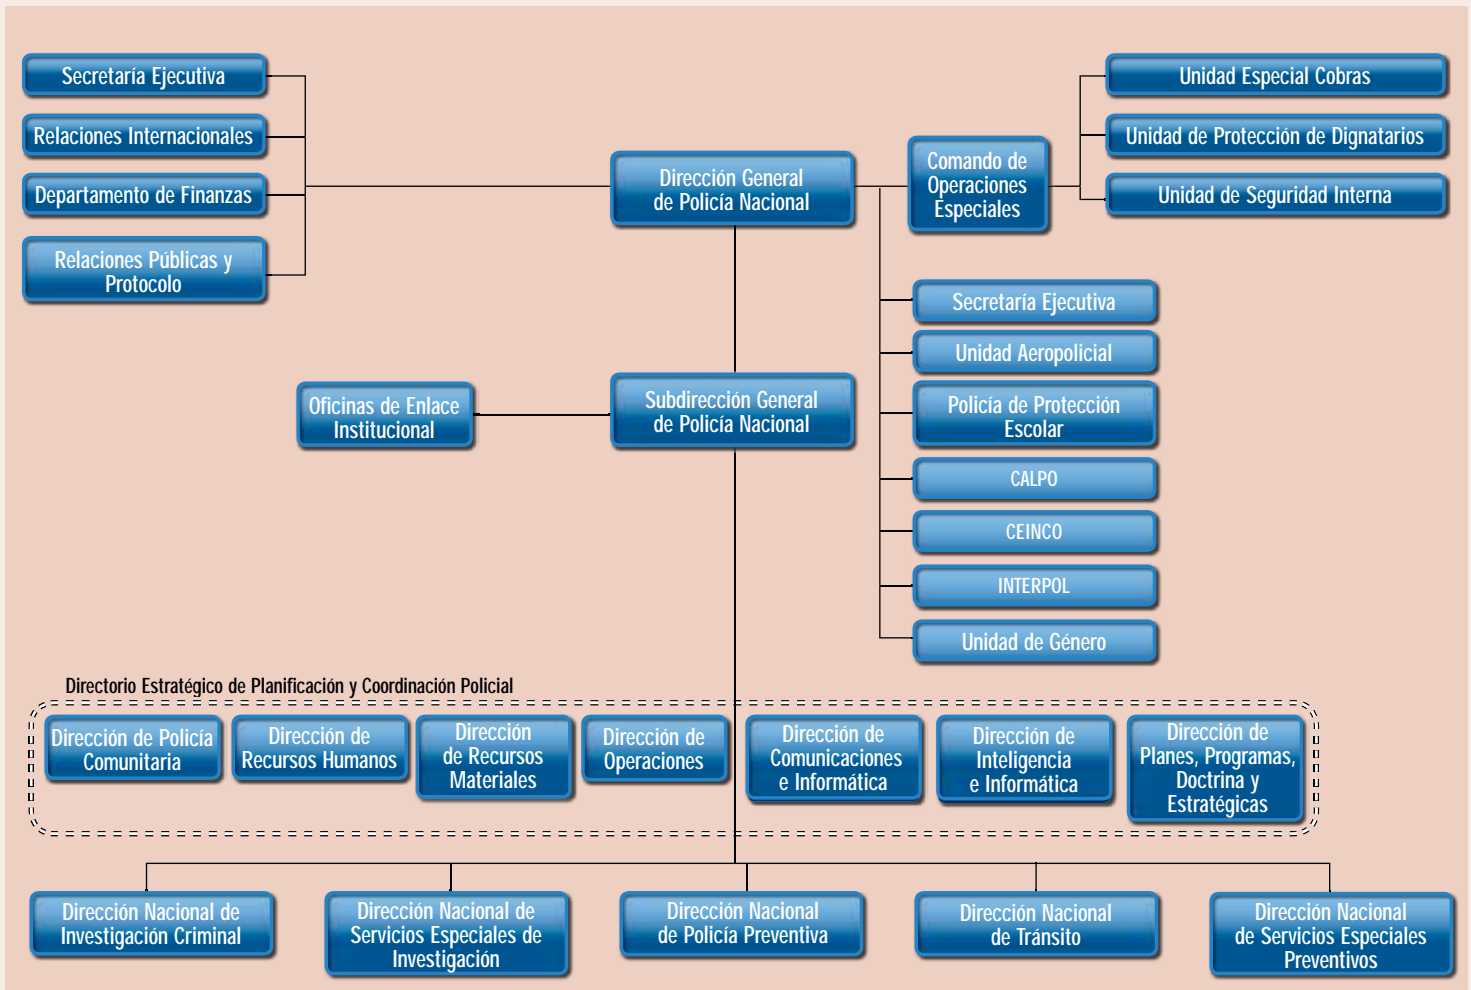 Secretaría Ejecutiva
Relaciones Internacionales
Departamento de Finanzas
Relaciones Públicas y
Protocolo
Dirección General
de Policía Nacional
Comando de
Operaciones
Especiales
Unidad Especial Cobras
Unidad de Protección de Dignatarios
Unidad de Seguridad Interna
Secretaría Ejecutiva
Unidad Aeropolicial
Policía de Protección
Escolar
CALPO
CEINCO
INTERPOL
Unidad de Género
Oficinas de Enlace
Institucional
Subdirección General
de Policía Nacional
Directorio Estratégico de Planificación y Coordinación Policial
Dirección de Policía
Comunitaria
Dirección de
Recursos Humanos
Dirección
de Recursos
Materiales
Dirección de
Operaciones
Dirección de
Comunicaciones
e Informática
Dirección de
Inteligencia
e Informática
Dirección de
Planes, Programas,
Doctrina y
Estratégicas
Dirección Nacional de
Investigación Criminal
Dirección Nacional de
Servicios Especiales de
Investigación
Dirección Nacional
de Policía Preventiva
Dirección Nacional
de Tránsito
Dirección Nacional
de Servicios Especiales
Preventivos